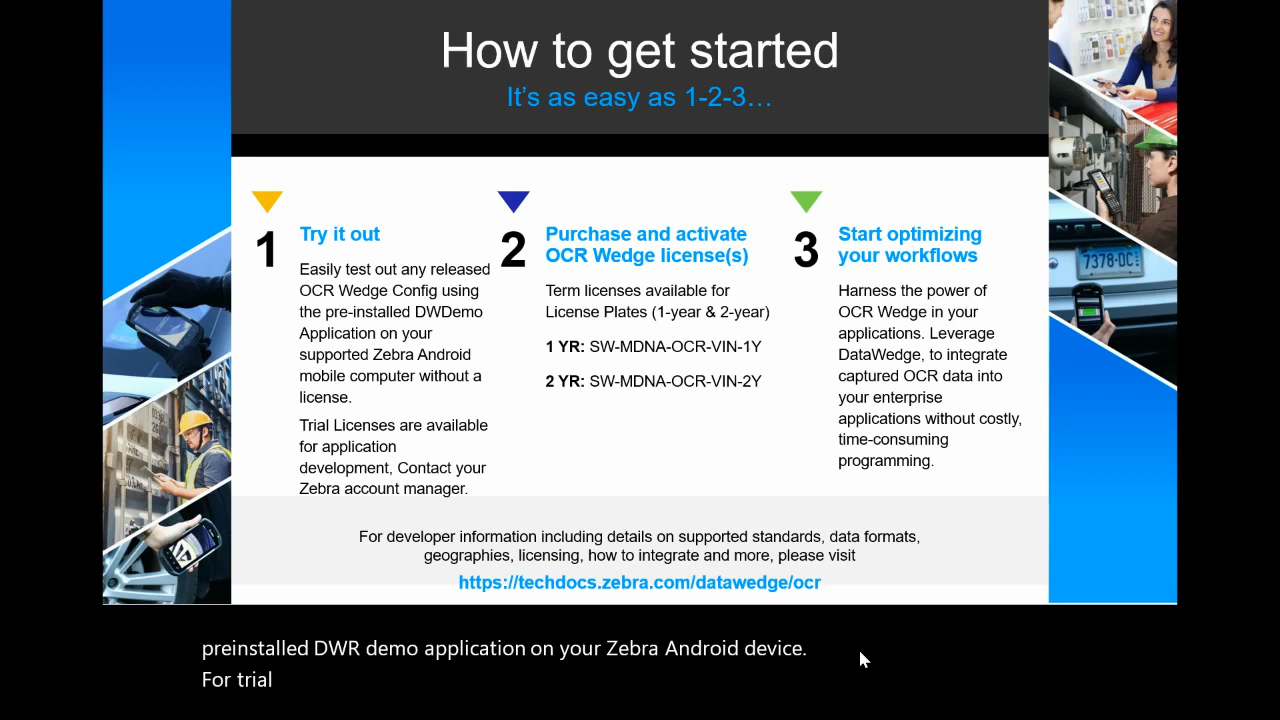 How to get started
It's as easy as 1-2-3…
1
Try it out
Easily test out any released
OCR Wedge Config using
the pre-installed DWDemo
Application on your
supported Zebra Android
mobile computer without a
license.
Trial Licenses are available
for application
development, Contact your
Zebra account manager.
2
Purchase and activate
OCR Wedge license(s)
Term licenses available for
License Plates (1-year & 2-year)
1 YR: SW-MDNA-OCR-VIN-1Y
2 YR: SW-MDNA-OCR-VIN-2Y
3
Start optimizing
your workflows
Harness the power of
OCR Wedge in your
applications. Leverage
DataWedge, to integrate
captured OCR data into
your enterprise
applications without costly,
time-consuming
programming.
7378-DC
For developer information including details on supported standards, data formats,
geographies, licensing, how to integrate and more, please visit
https://techdocs.zebra.com/datawedge/ocr
preinstalled DWR demo application on your Zebra Android device.
For trial